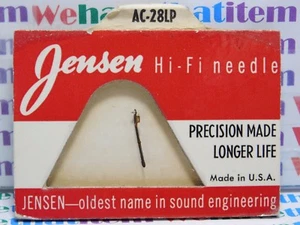 AC-28LP
Jensen Hi-Fi needle
PRECISION MADE
LONGER LIFE
Made in U.S.A.
JENSEN—oldest name in sound engineering